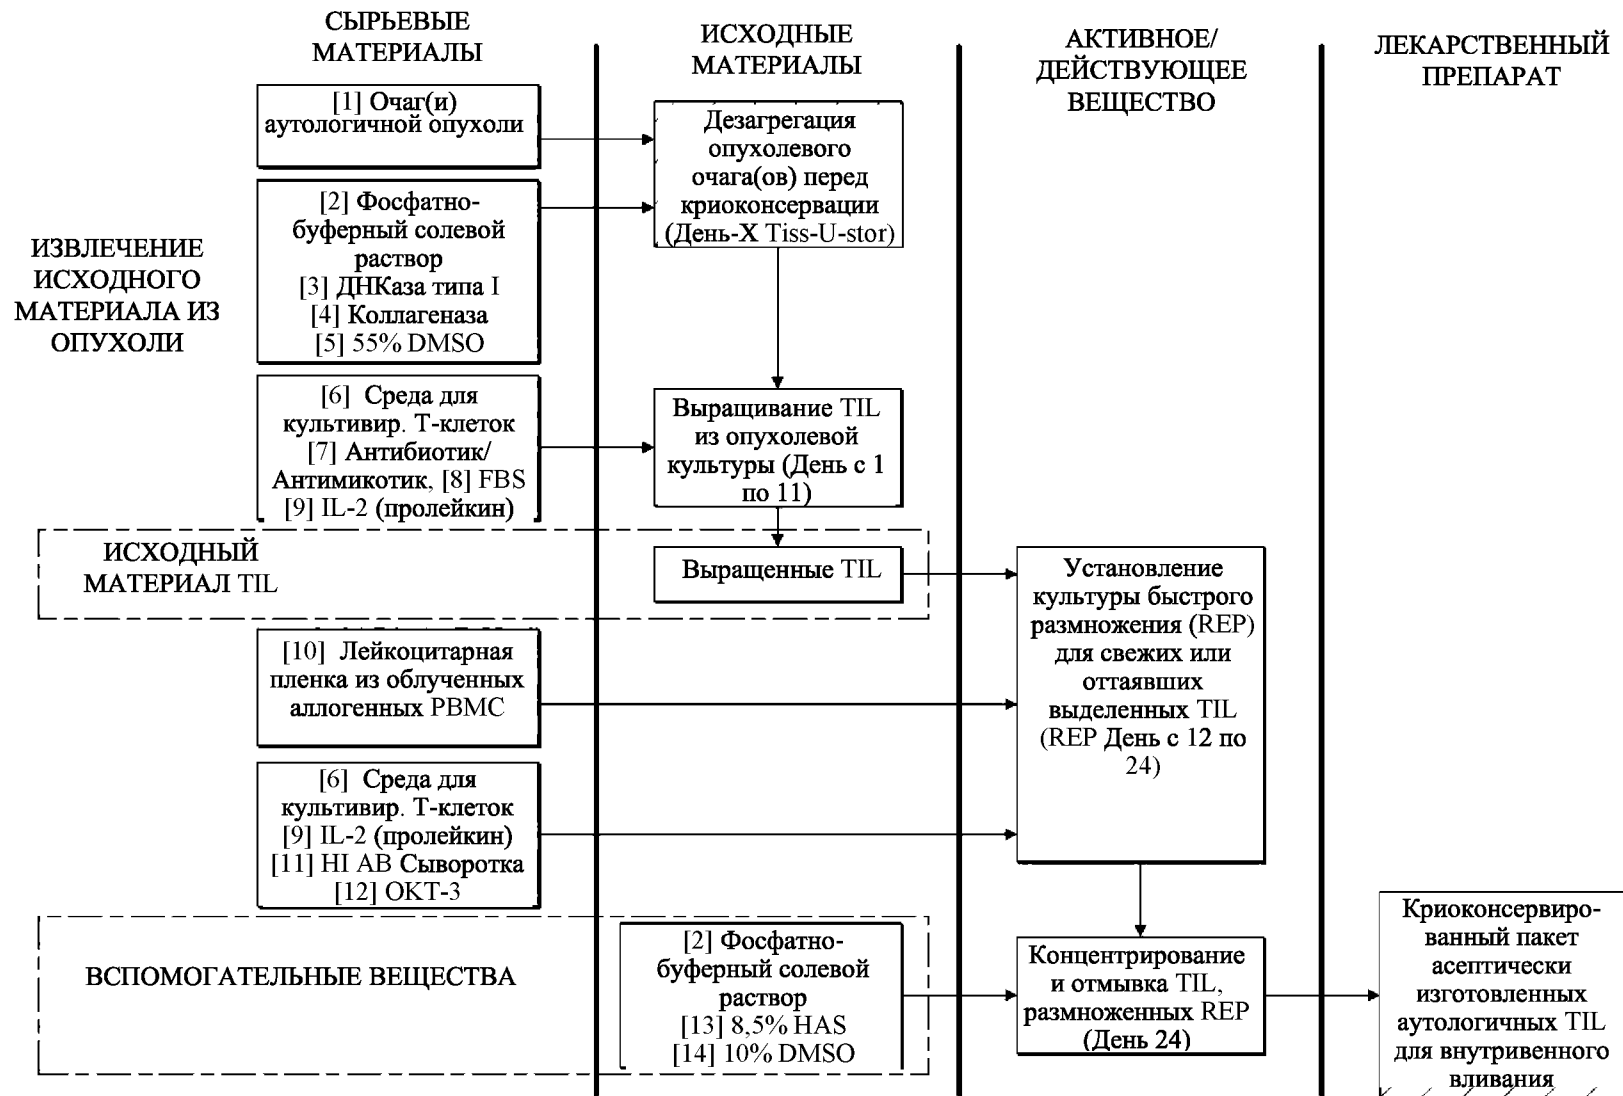 СЫРЬЕВЫЕ
МАТЕРИАЛЫ
ИСХОДНЫЕ
МАТЕРИАЛЫ
АКТИВНОЕ/
ДЕЙСТВУЮЩЕЕ
ВЕЩЕСТВО
ЛЕКАРСТВЕННЫЙ
ПРЕПАРАТ
ИЗВЛЕЧЕНИЕ
ИСХОДНОГО
МАТЕРИАЛА ИЗ
ОПУХОЛИ
[1] Очаг(и)
аутологичной опухоли
[2] Фосфатно-
буферный солевой
раствор
[3] ДНКаза типа I
[4] Коллагеназа
[5] 55% DMSO
Дезагрегация
опухолевого
очага(ов) перед
криоконсервации
(День-X Tiss-U-stor)
[6] Среда для
культивир. Т-клеток
[7] Антибиотик/
Антимикотик, [8] FBS
[9] IL-2 (пролейкин)
Выращивание TIL
из опухолевой
культуры (День с 1
по 11)
ИСХОДНЫЙ
МАТЕРИАЛ TIL
Выращенные TIL
Установление
культуры быстрого
размножения (REP)
для свежих или
оттаявших
выделенных TIL
(REP День с 12 по
24)
[10] Лейкоцитарная
пленка из облученных
аллогенных PBMC
[6] Среда для
культивир. Т-клеток
[9] IL-2 (пролейкин)
[11] HI AB Сыворотка
[12] OKT-3
ВСПОМОГАТЕЛЬНЫЕ ВЕЩЕСТВА
[2] Фосфатно-
буферный солевой
раствор
[13] 8,5% HAS
[14] 10% DMSO
Концентрирование
и отмывка TIL,
размноженных REP
(День 24)
Криоконсервиро-
ванный пакет
асептически
изготовленных
аутологичных TIL
для внутривенного
вливания